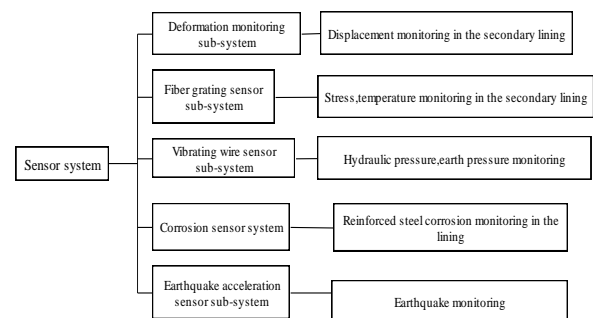 Deformation monitoring
sub-system
Displacement monitoring in the secondary lining
Fiber grating sensor
sub-system
Stress,temperature monitoring in the secondary lining
Sensor system
Vibrating wire sensor
sub-system
Hydraulic pressure,earth pressure monitoring
Corrosion sensor system
Reinforced steel corrosion monitoring in the
lining
Earthquake acceleration
sensor sub-system
Earthquake monitoring